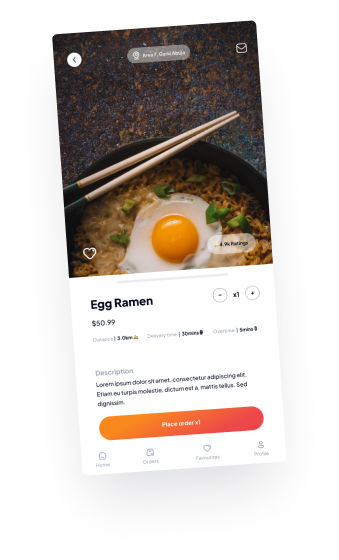 Area F, Garki Abuja
4.9k Ratings
Egg Ramen
- x1 +
$50.99
Distance | 3.0km Delivery time | 30mins Overtime | 5mins
Description
Lorem ipsum dolor sit amet, consectetur adipiscing elit.
Etiam eu turpis molestie, dictum est a, mattis tellus. Sed
dignissim.
Place order x1
Home Orders Favourites Profile